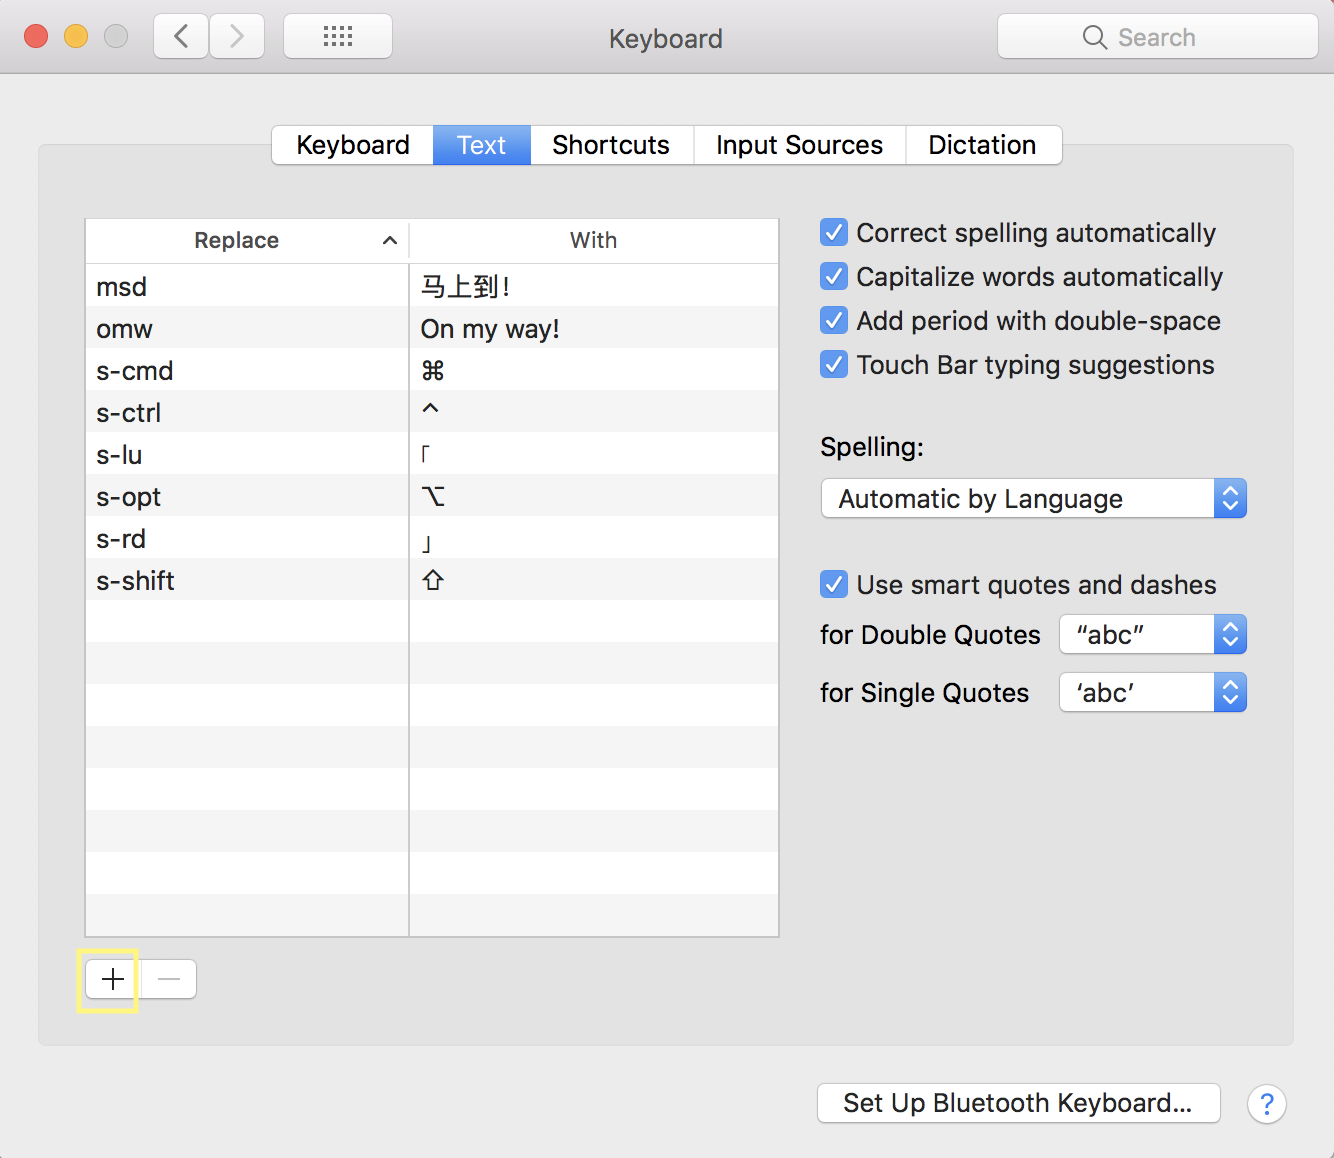 Keyboard
Search
Keyboard Text Shortcuts Input Sources Dictation
Replace With
msd 马上到！
omw On my way!
s-cmd ⌘
s-ctrl ^
s-lu 「
s-opt ⌥
s-rd 」
s-shift ⇧
Correct spelling automatically
Capitalize words automatically
Add period with double-space
Touch Bar typing suggestions
Spelling:
Automatic by Language
Use smart quotes and dashes
for Double Quotes “abc”
for Single Quotes ‘abc’
Set Up Bluetooth Keyboard...
?